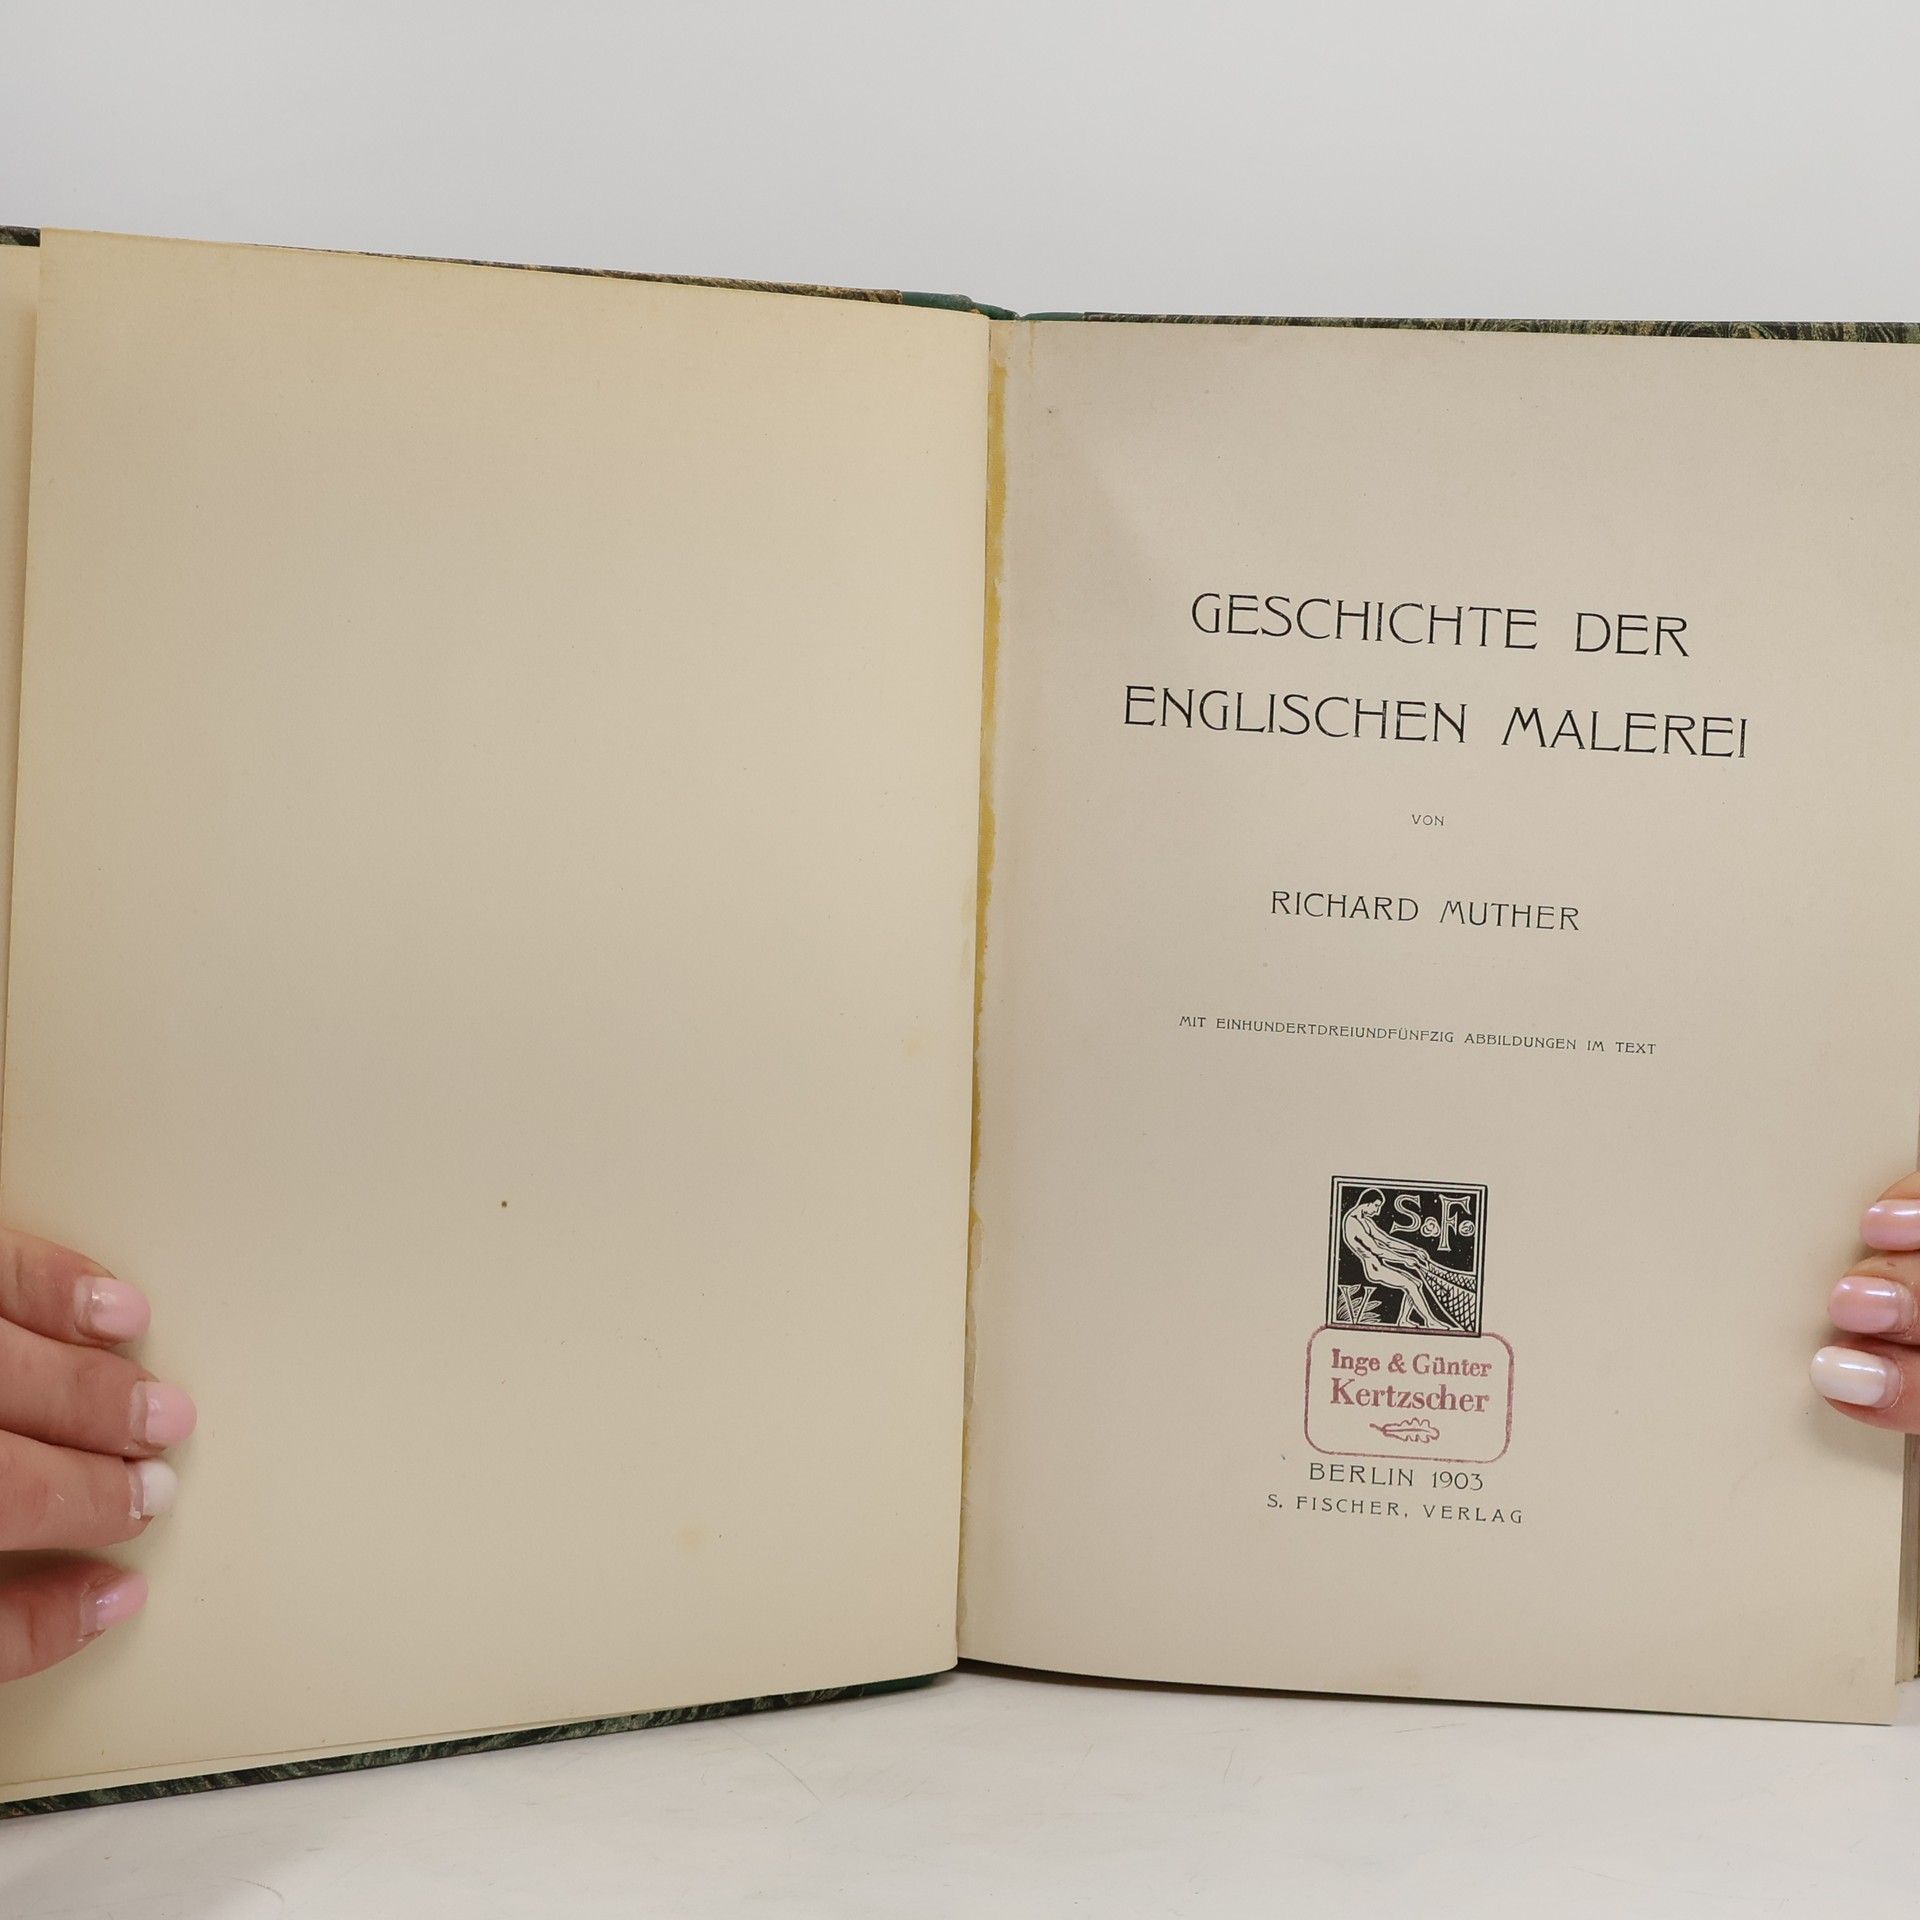 GESCHICHTE DER
ENGLISCHEN MALEREI
VON
RICHARD MUTHER
MIT EINHUNDERTDREIUNDFÜNFZIG ABBILDUNGEN IM TEXT
S. F.
V
Inge & Günter
Kertzscher
BERLIN 1903
S. FISCHER, VERLAG